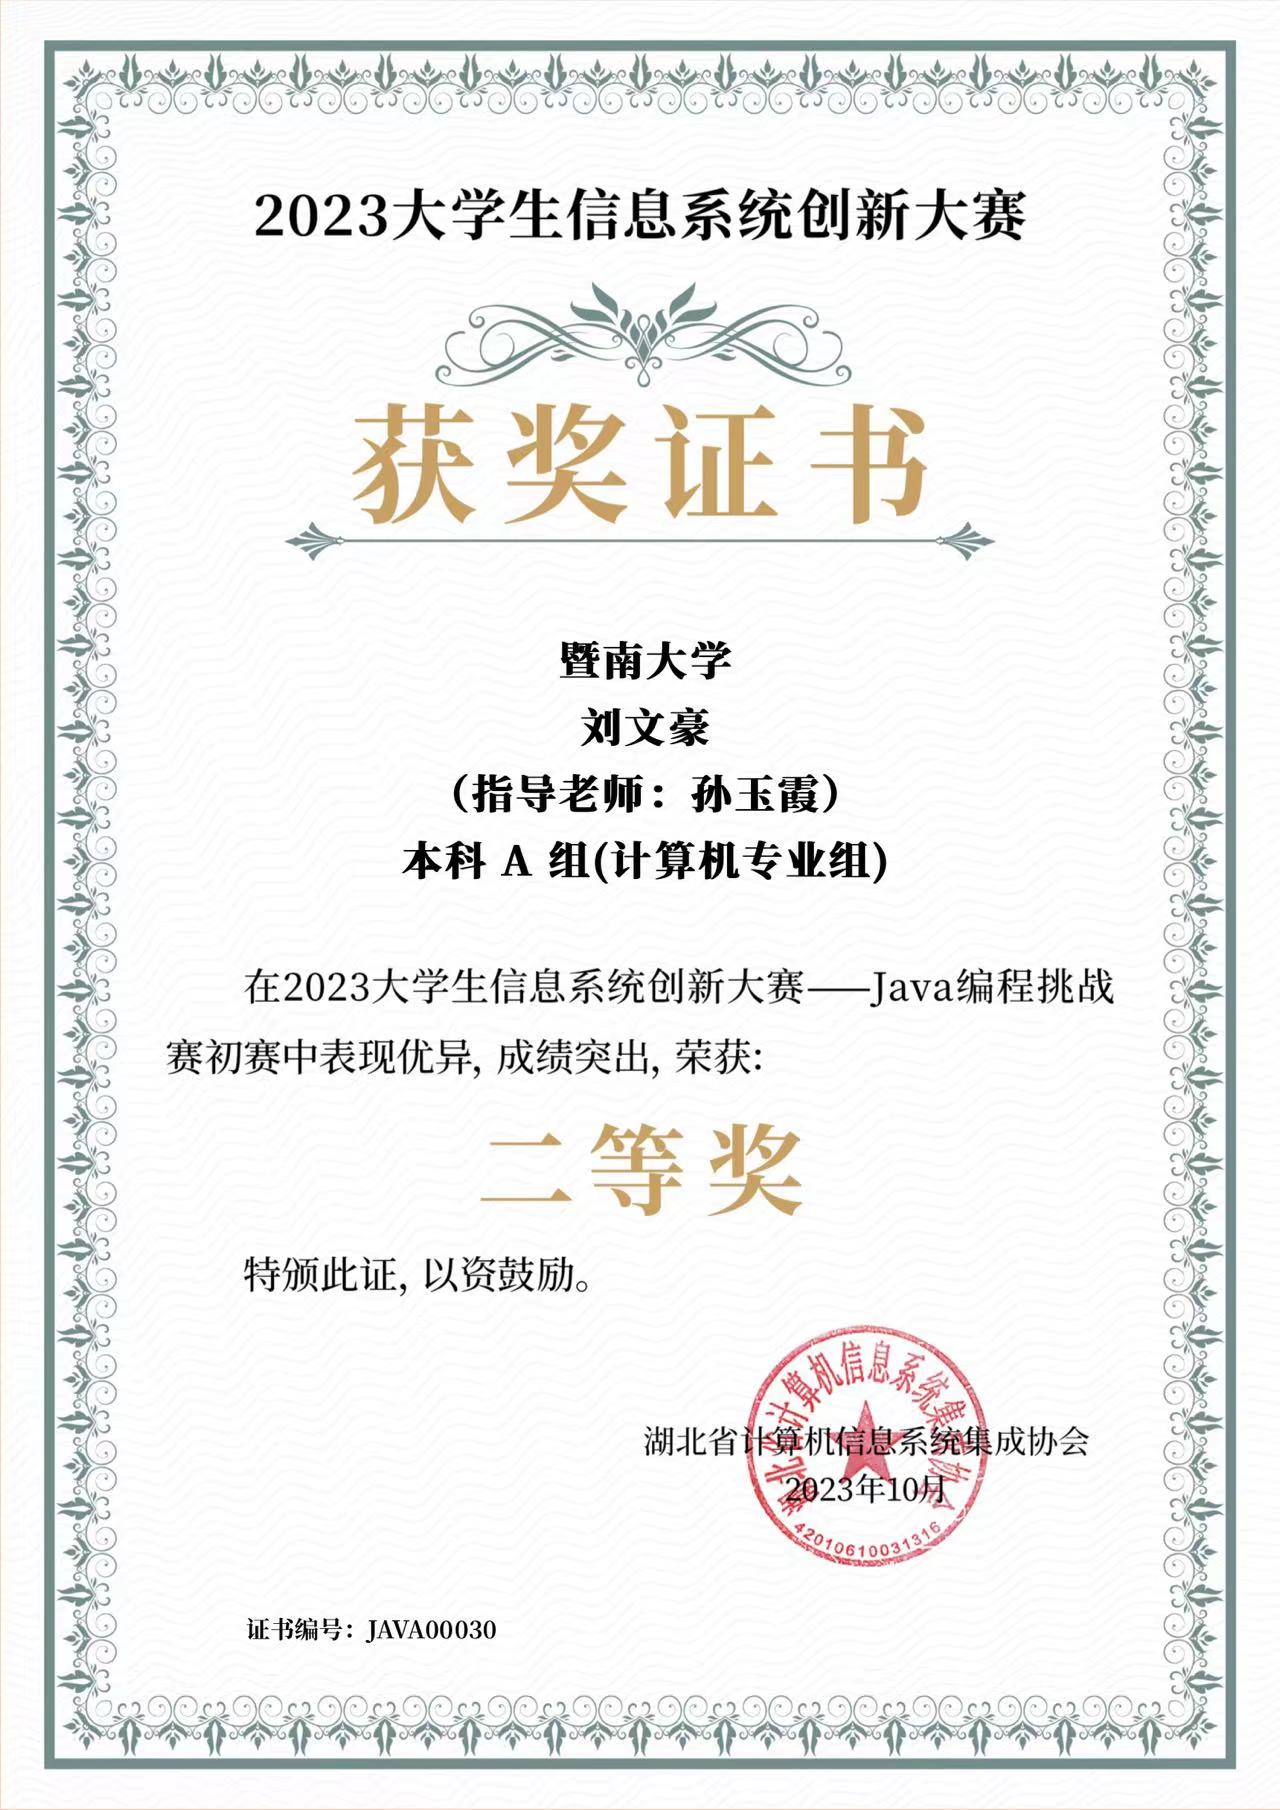 2023大学生信息系统创新大赛
获奖证书
暨南大学
刘文豪
（指导老师：孙玉霞）
本科 A 组(计算机专业组)
在2023大学生信息系统创新大赛——Java编程挑战
赛初赛中表现优异, 成绩突出, 荣获:
二等奖
特颁此证, 以资鼓励。
湖北省计算机信息系统集成协会
2023年10月
湖北省计算机信息系统集成协会
42010610031316
证书编号：JAVA00030